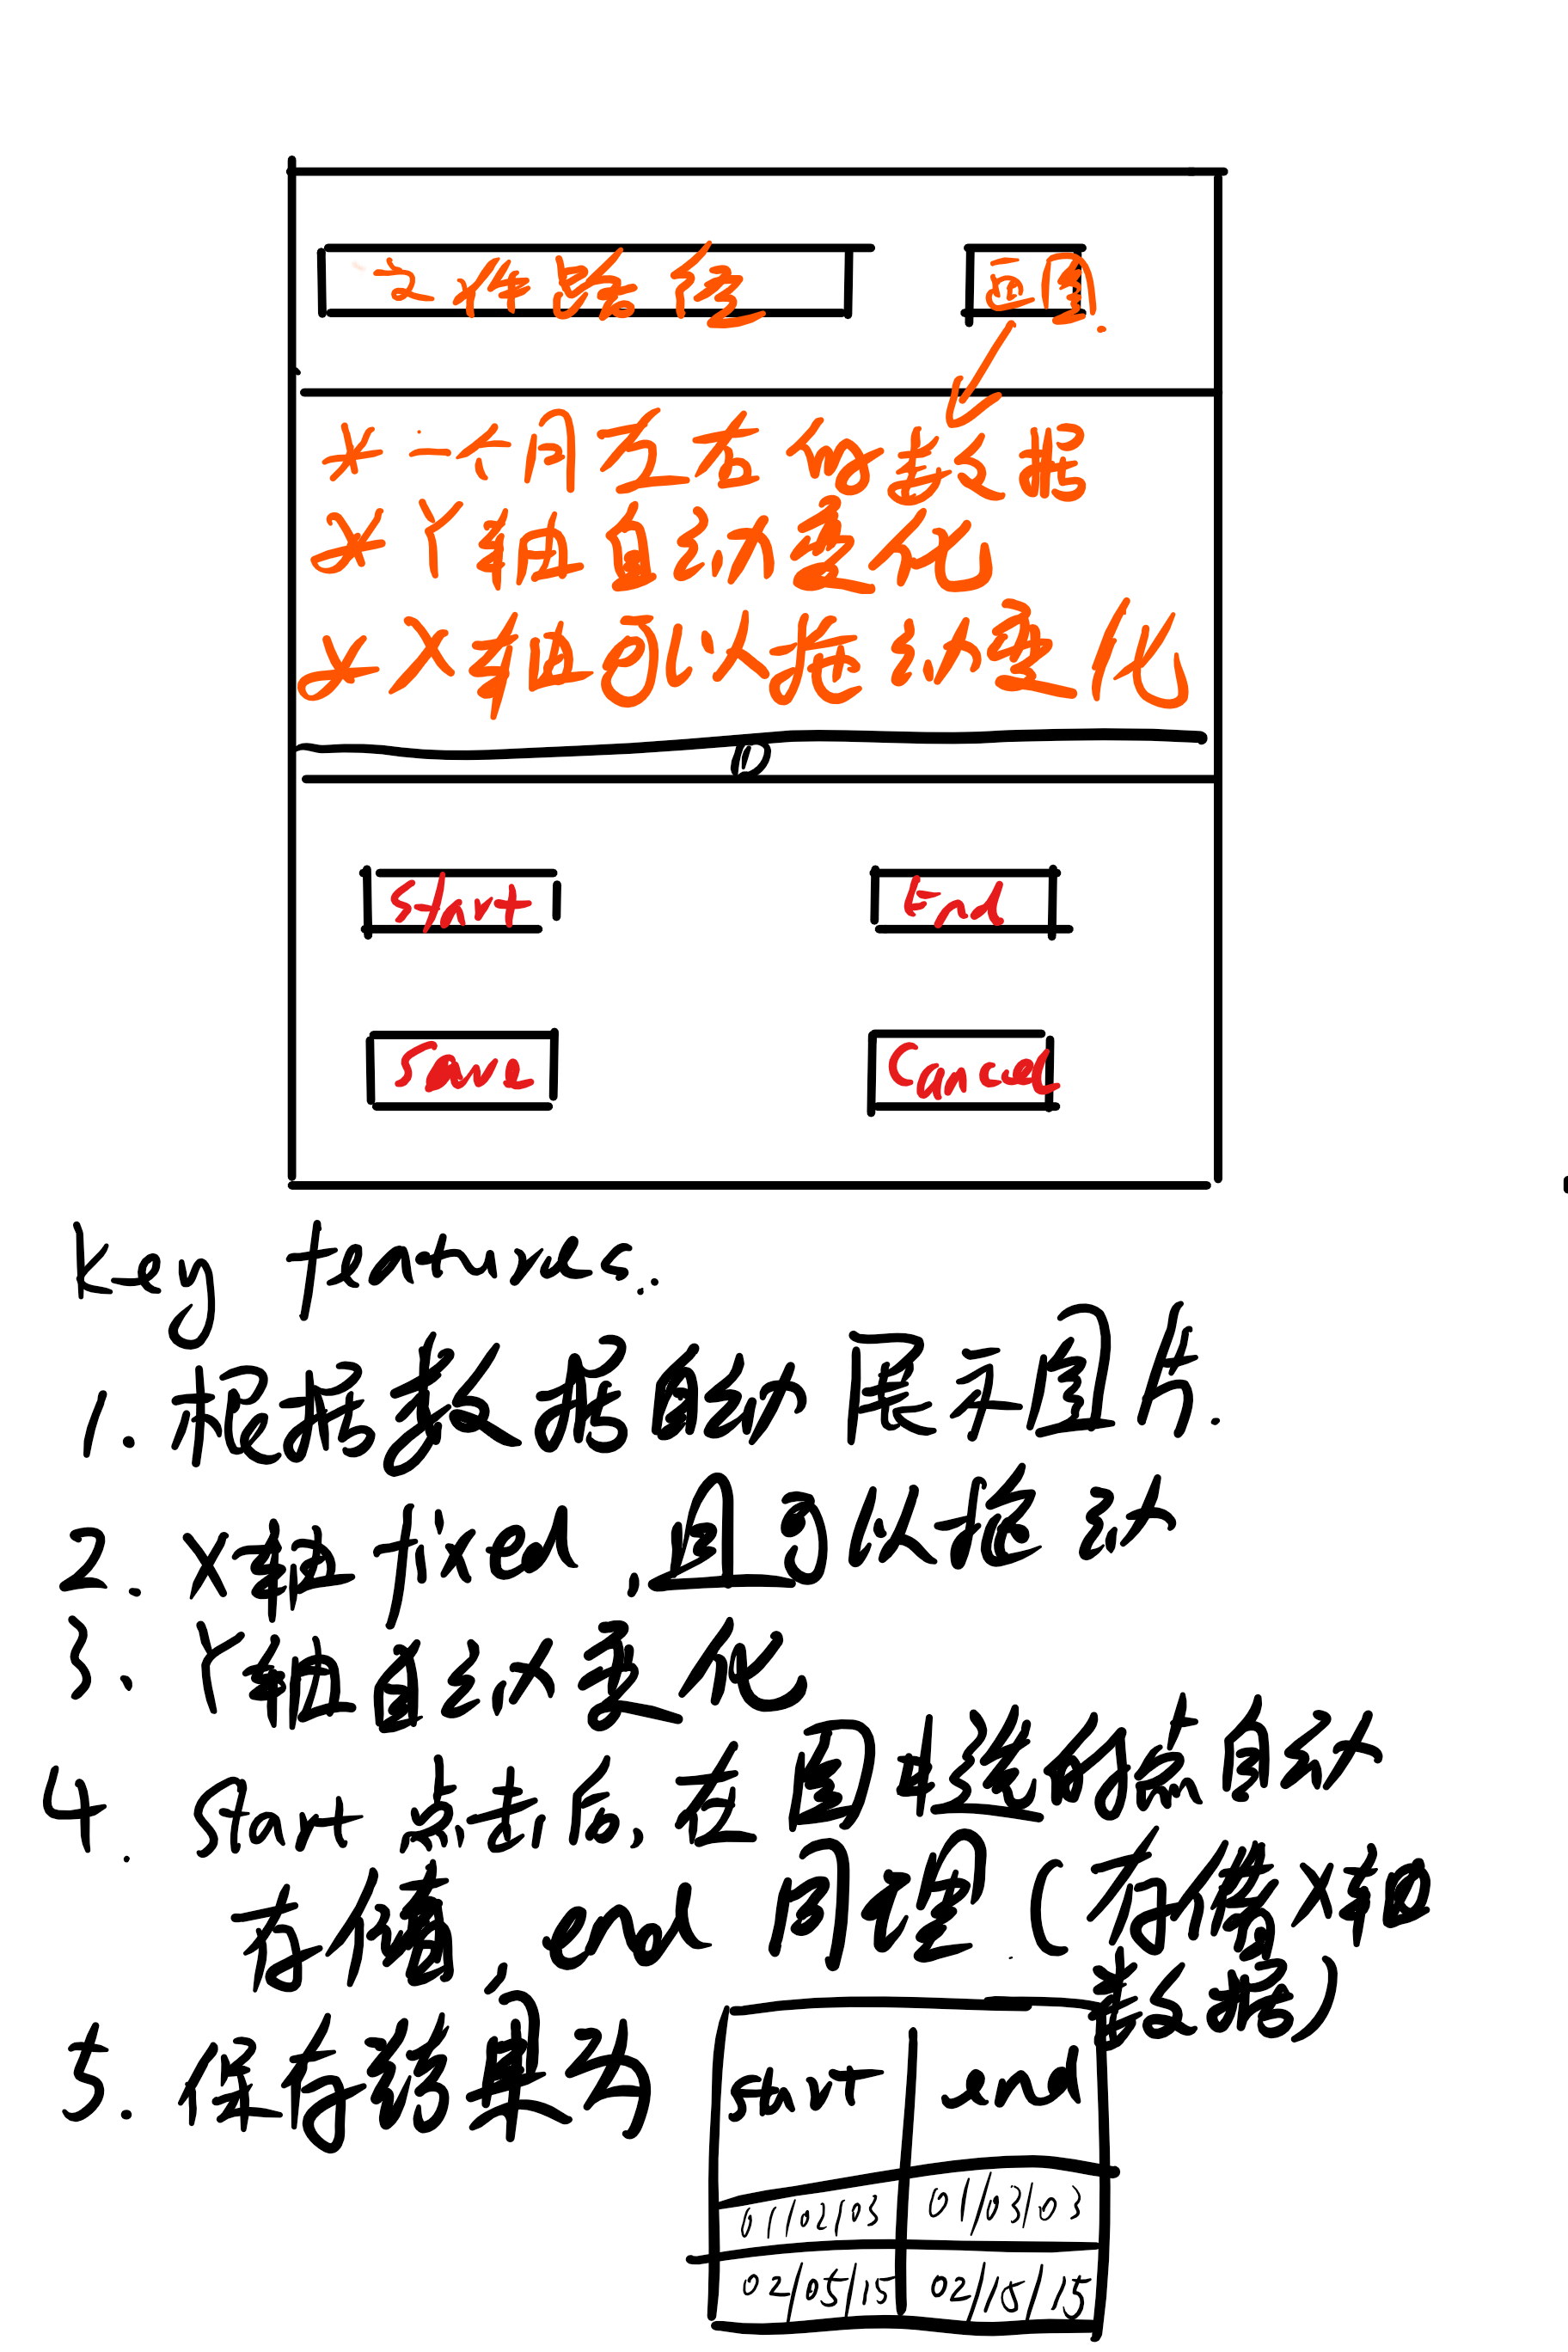 文件路径 画图.
* 一个月左右的数据
* Y轴自动变化
* X轴可以拖动变化
Start End
Save Cancel
key features:
1. 根据数据自动展示图片.
2. X轴 fixed, 且可以拖动
3. Y轴自动变化
4. Start 点击后, 在图中选的点自动
存储 end 同理. (存储X轴
数据)
5. 保存结果为
start end
01/02/03 01/03/03
02/05/15 02/15/15